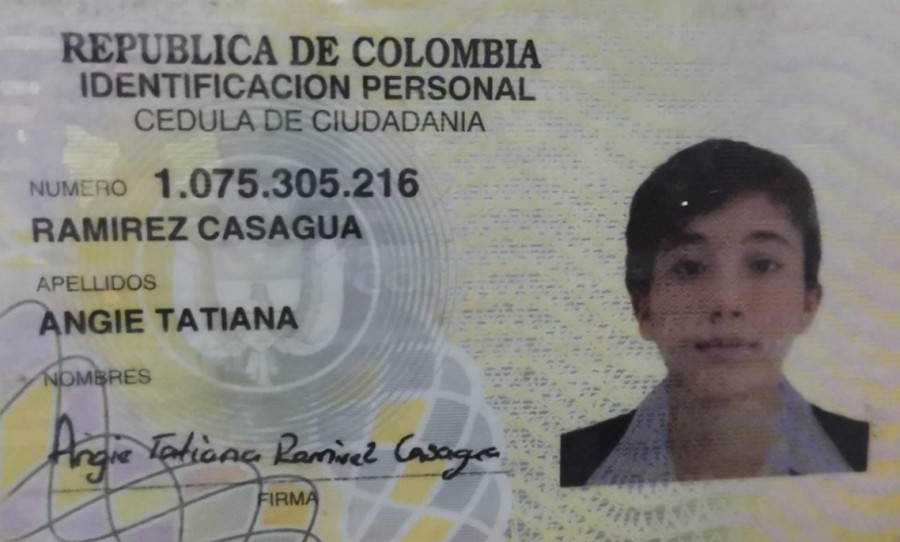 REPUBLICA DE COLOMBIA
IDENTIFICACION PERSONAL
CEDULA DE CIUDADANIA
NUMERO 1.075.305.216
RAMIREZ CASAGUA
APELLIDOS
ANGIE TATIANA
NOMBRES
Angie Tatiana Ramirez Casagua
FIRMA